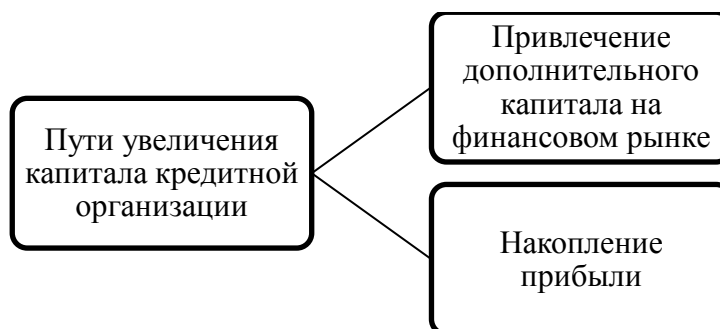 Пути увеличения
капитала кредитной
организации
Привлечение
дополнительного
капитала на
финансовом рынке
Накопление
прибыли